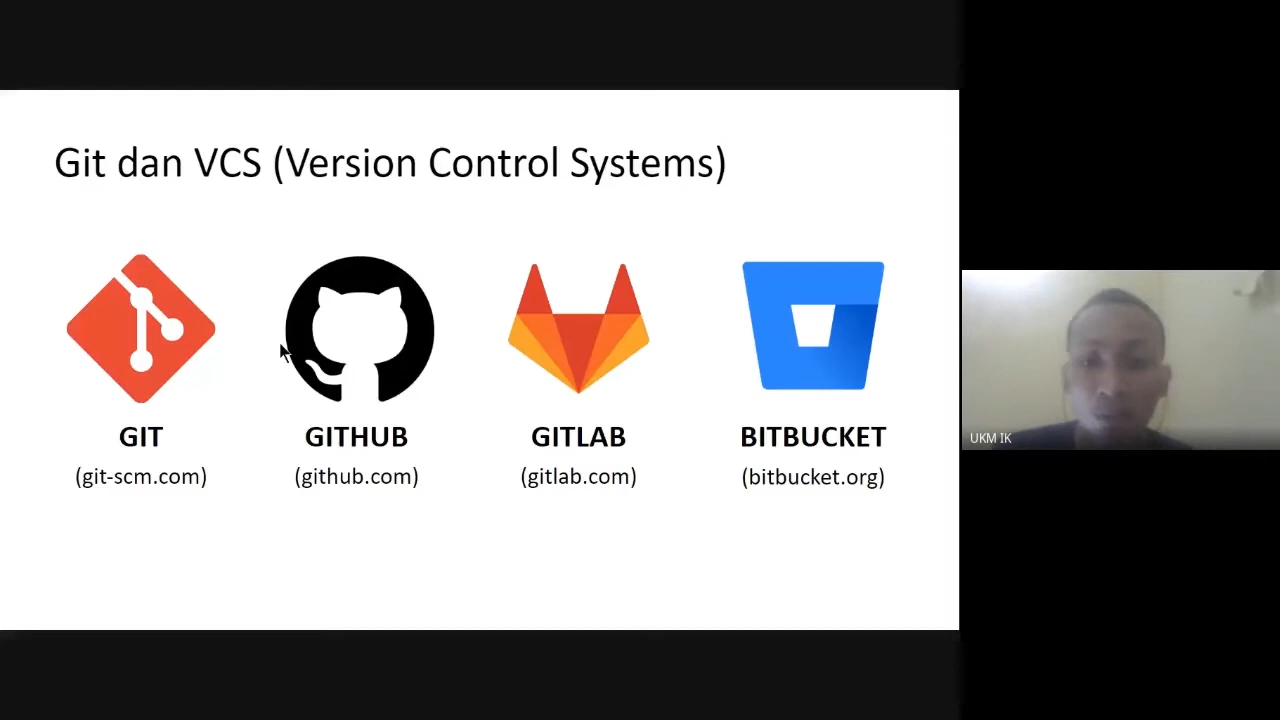 Git dan VCS (Version Control Systems)
GIT
(git-scm.com)
GITHUB
(github.com)
GITLAB
(gitlab.com)
BITBUCKET
(bitbucket.org)
UKM IK